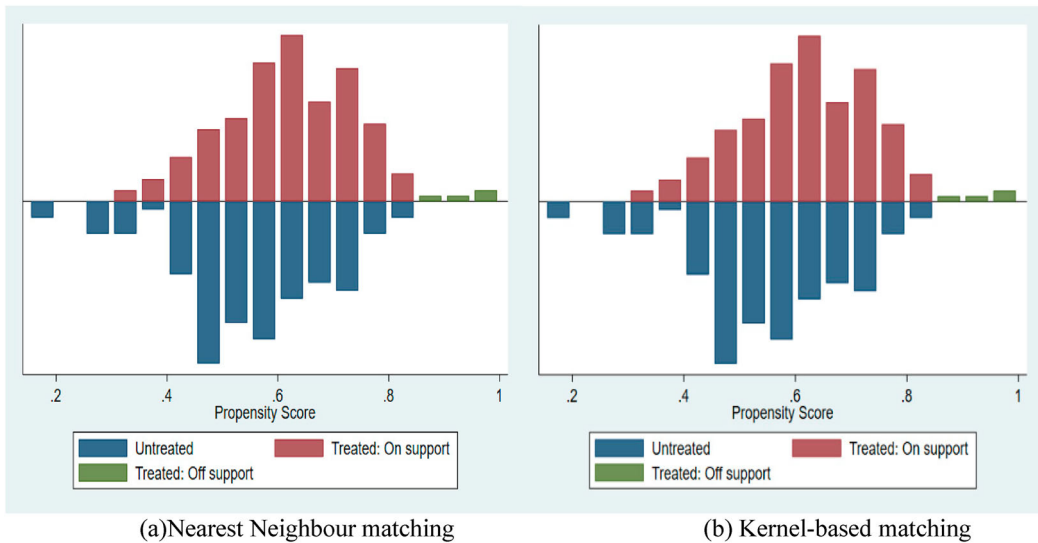 .2 .4 .6 .8 1
Propensity Score
Untreated Treated: On support
Treated: Off support
(a)Nearest Neighbour matching
.2 .4 .6 .8 1
Propensity Score
Untreated Treated: On support
Treated: Off support
(b) Kernel-based matching